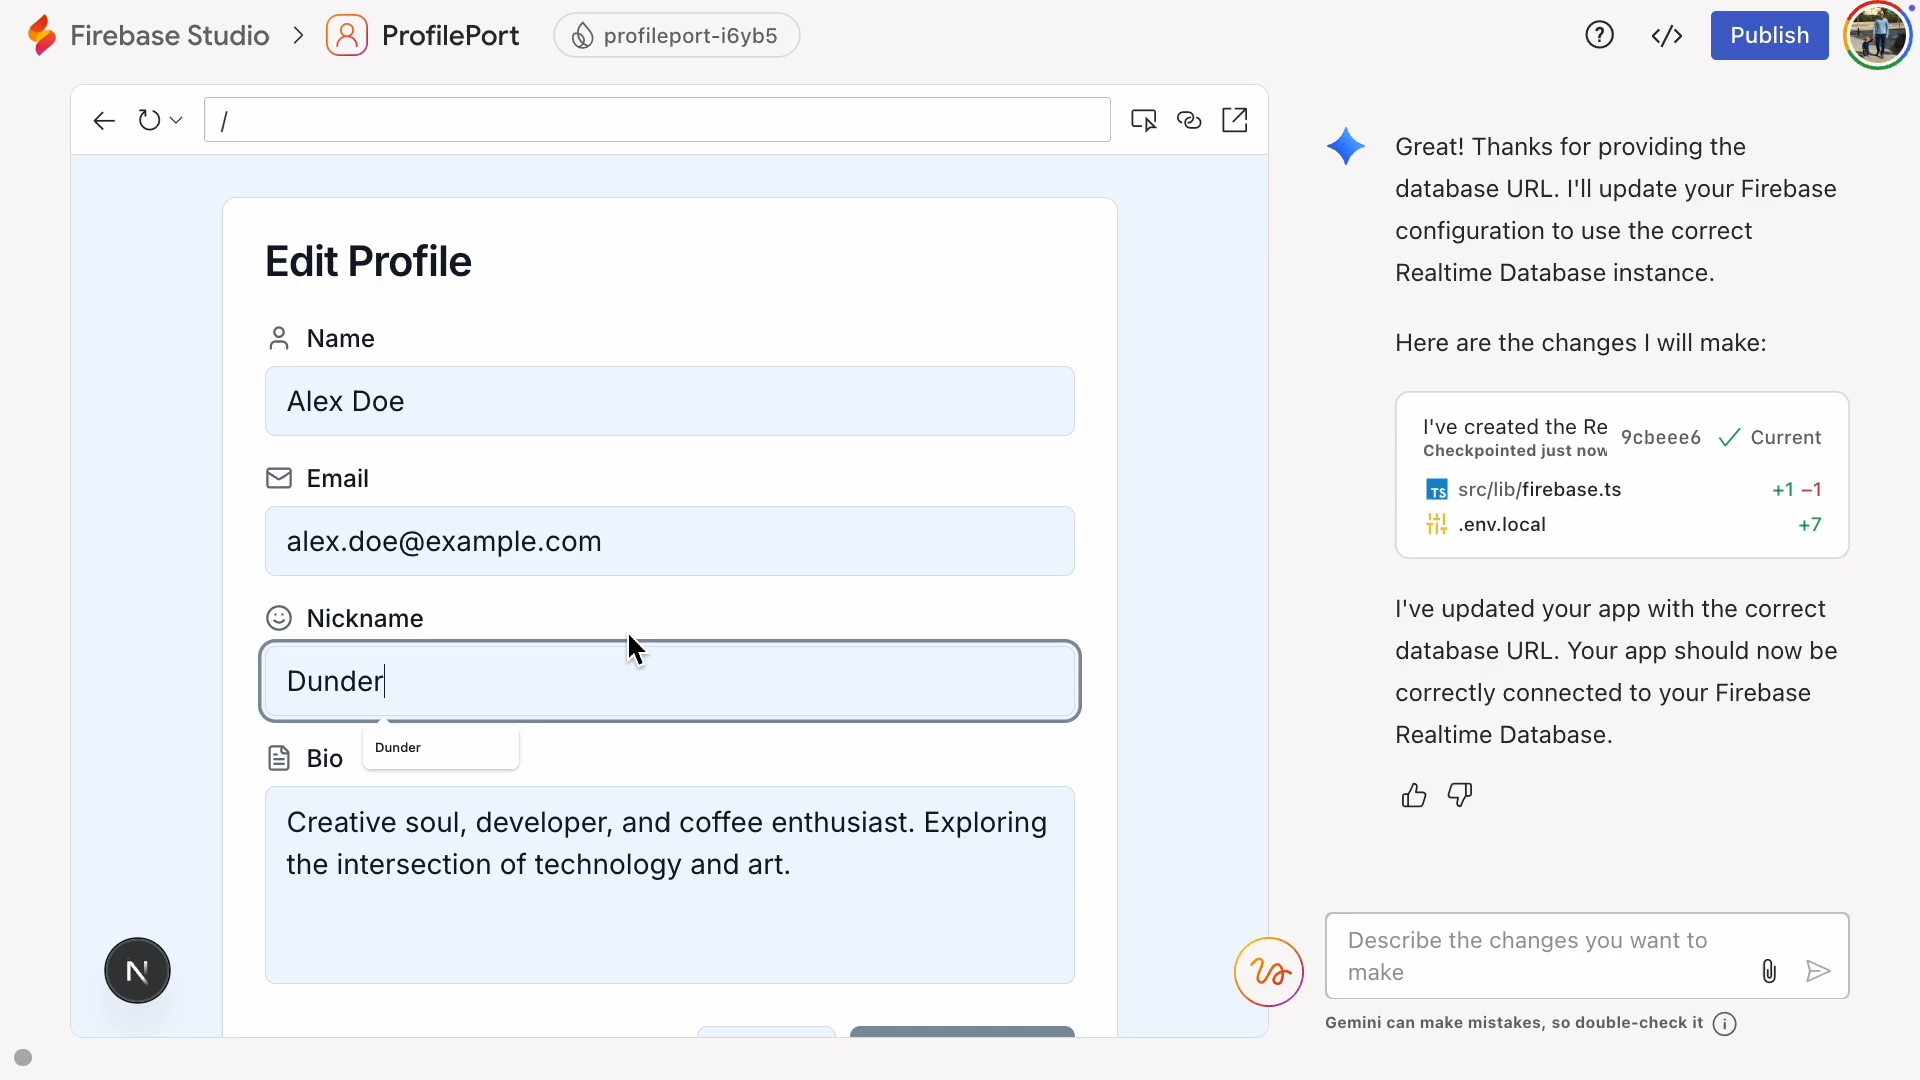 Firebase Studio > ProfilePort profileport-i6yb5
Publish
/
Edit Profile
Name
Alex Doe
Email
alex.doe@example.com
Nickname
Dunder
Dunder
Bio
Creative soul, developer, and coffee enthusiast. Exploring
the intersection of technology and art.
N
Great! Thanks for providing the
database URL. I'll update your Firebase
configuration to use the correct
Realtime Database instance.
Here are the changes I will make:
I've created the Re 9cbeee6 Current
Checkpointed just now
TS src/lib/firebase.ts +1 −1
.env.local +7
I've updated your app with the correct
database URL. Your app should now be
correctly connected to your Firebase
Realtime Database.
Describe the changes you want to
make
Gemini can make mistakes, so double-check it